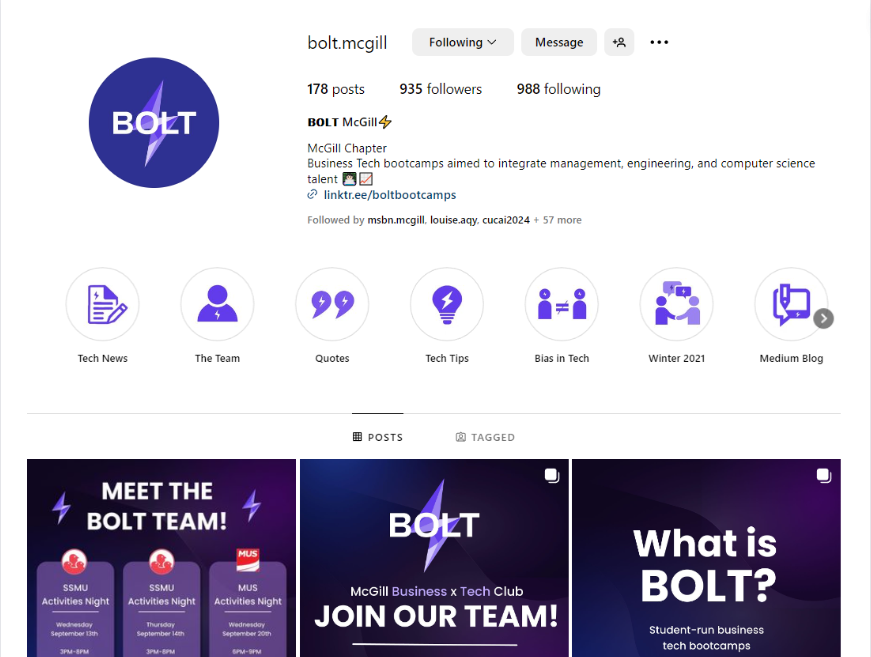 bolt.mcgill
Following
Message
178 posts
935 followers
988 following
BOLT
BOLT McGill⚡
McGill Chapter
Business Tech bootcamps aimed to integrate management, engineering, and computer science
talent 👨🏻‍💻📈
linktr.ee/boltbootcamps
Followed by msbn.mcgill, louise.aqy, cucai2024 + 57 more
Tech News
The Team
Quotes
Tech Tips
Bias in Tech
Winter 2021
Medium Blog
POSTS
TAGGED
MEET THE
BOLT TEAM!
SSMU
Activities Night
Wednesday
September 13th
3PM-8PM
SSMU
Activities Night
Thursday
September 14th
3PM-8PM
MUS
MUS
Activities Night
Wednesday
September 20th
6PM-9PM
BOLT
McGill Business x Tech Club
JOIN OUR TEAM!
What is
BOLT?
Student-run business
tech bootcamps